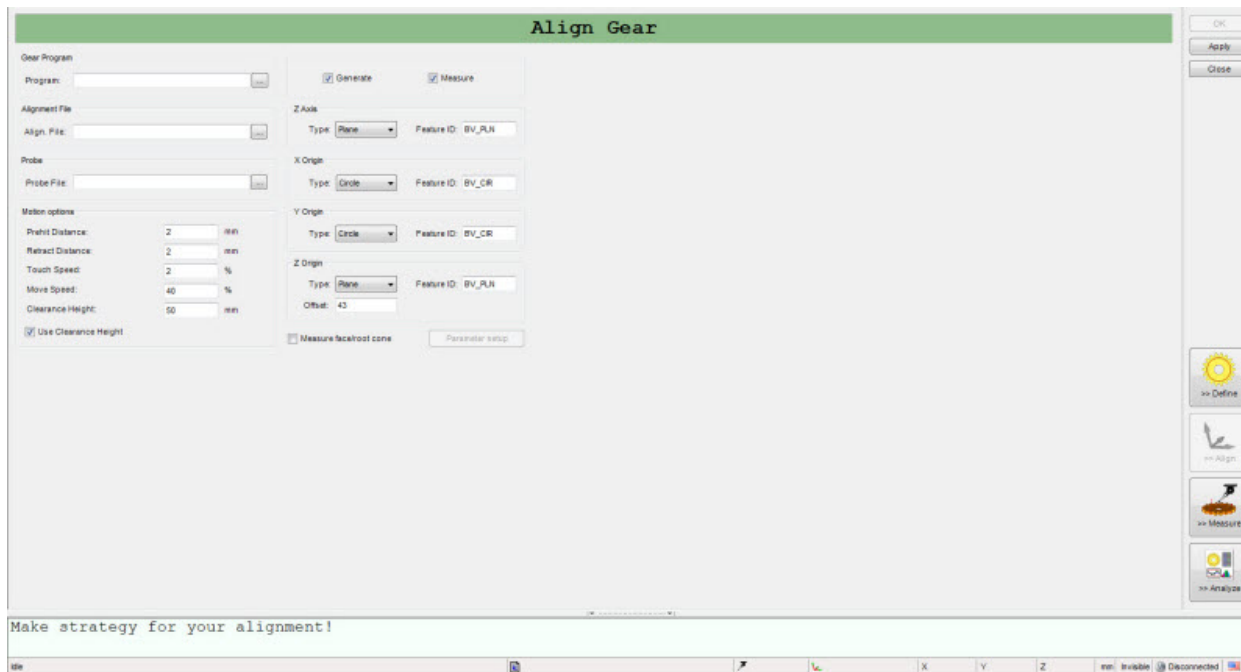 Align Gear
OK
Apply
Close
Gear Program
Program:
...
Generate
Measure
Alignment File
Align. File:
...
Z Axis
Type: Plane Feature ID: BV_PLN
Probe
Probe File:
...
X Origin
Type: Circle Feature ID: BV_CIR
Motion options
Prehit Distance: 2 mm
Retract Distance: 2 mm
Touch Speed: 2 %
Move Speed: 40 %
Clearance Height: 50 mm
Use Clearance Height
Y Origin
Type: Circle Feature ID: BV_CIR
Z Origin
Type: Plane Feature ID: BV_PLN
Offset: 43
Measure face/root cone
Parameter setup
>> Define
>> Align
>> Measure
>> Analyze
Make strategy for your alignment!
Idle
X
Y
Z
mm
Invisible
Disconnected